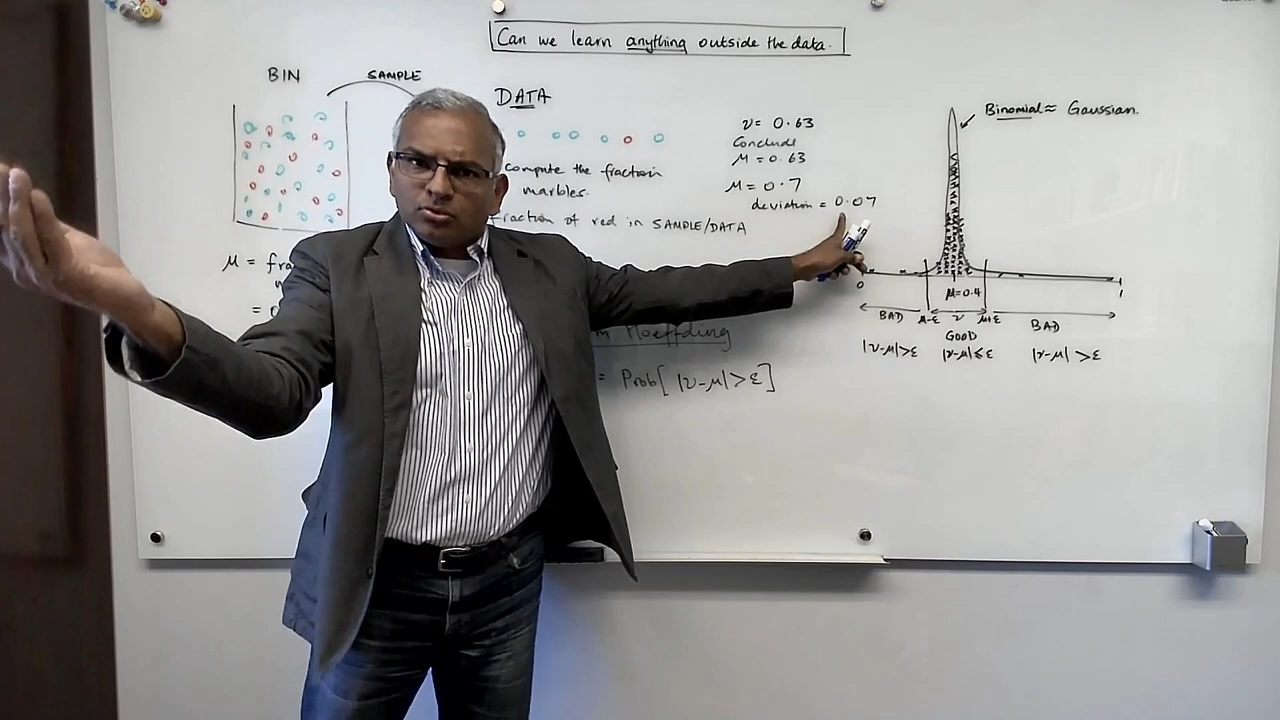 Can we learn anything outside the data.
BIN
SAMPLE
DATA
compute the fraction
marbles.
fraction of red in SAMPLE/DATA
μ =
=
ν = 0.63
Conclude
μ = 0.63
μ = 0.7
deviation = 0.07
Hoeffding
= Prob[ |ν-μ|>ε]
Binomial ≈ Gaussian.
0
μ=0.4
1
BAD μ-ε ν μ+ε BAD
GOOD
|ν-μ|>ε |ν-μ|≤ε |ν-μ|>ε